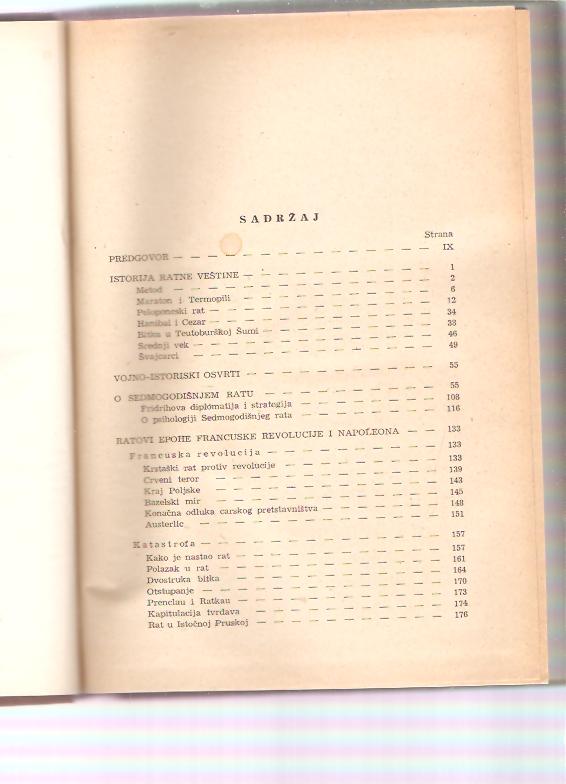 SADRŽAJ
Strana
PREDGOVOR — — — — — — — — — — — — — IX
ISTORIJA RATNE VEŠTINE — — — — — — — — — 1
Metod — — — — — — — — — — — — 2
Maraton i Termopili — — — — — — — — — 6
Peloponeski rat — — — — — — — — — — 12
Hanibal i Cezar — — — — — — — — — — 34
Bitka u Teutoburškoj Šumi — — — — — — — — 38
Srednji vek — — — — — — — — — — — 46
Švajcarci — — — — — — — — — — — 49
VOJNO-ISTORISKI OSVRTI — — — — — — — — — 55
O SEDMOGODIŠNJEM RATU — — — — — — — — 55
Fridrihova diplomatija i strategija — — — — — — 108
O psihologiji Sedmogodišnjeg rata — — — — — — 116
RATOVI EPOHE FRANCUSKE REVOLUCIJE I NAPOLEONA — — 133
Francuska revolucija — — — — — — — — 133
Krstaški rat protiv revolucije — — — — — — — 133
Crveni teror — — — — — — — — — — 139
Kraj Poljske — — — — — — — — — — 143
Bazelski mir — — — — — — — — — — 145
Konačna odluka carskog pretstavništva — — — — — 148
Austerlic — — — — — — — — — — — 151
Katastrofa — — — — — — — — — — — 157
Kako je nastao rat — — — — — — — — — 157
Polazak u rat — — — — — — — — — — 161
Dvostruka bitka — — — — — — — — — 164
Otstupanje — — — — — — — — — — — 170
Prenclau i Ratkau — — — — — — — — — 173
Kapitulacija tvrđava — — — — — — — — 174
Rat u Istočnoj Pruskoj — — — — — — — — 176